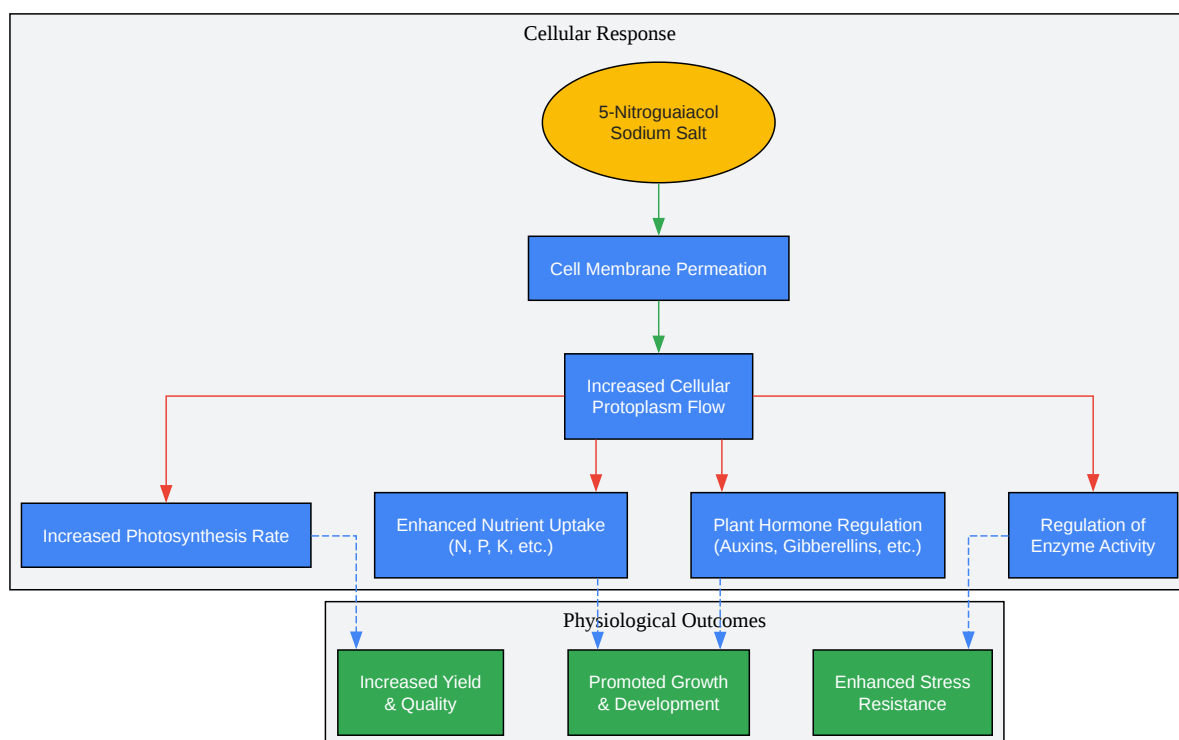 Cellular Response
5-Nitroguaiacol
Sodium Salt
Cell Membrane Permeation
Increased Cellular
Protoplasm Flow
Increased Photosynthesis Rate
Enhanced Nutrient Uptake
(N, P, K, etc.)
Plant Hormone Regulation
(Auxins, Gibberellins, etc.)
Regulation of
Enzyme Activity
Physiological Outcomes
Increased Yield
& Quality
Promoted Growth
& Development
Enhanced Stress
Resistance